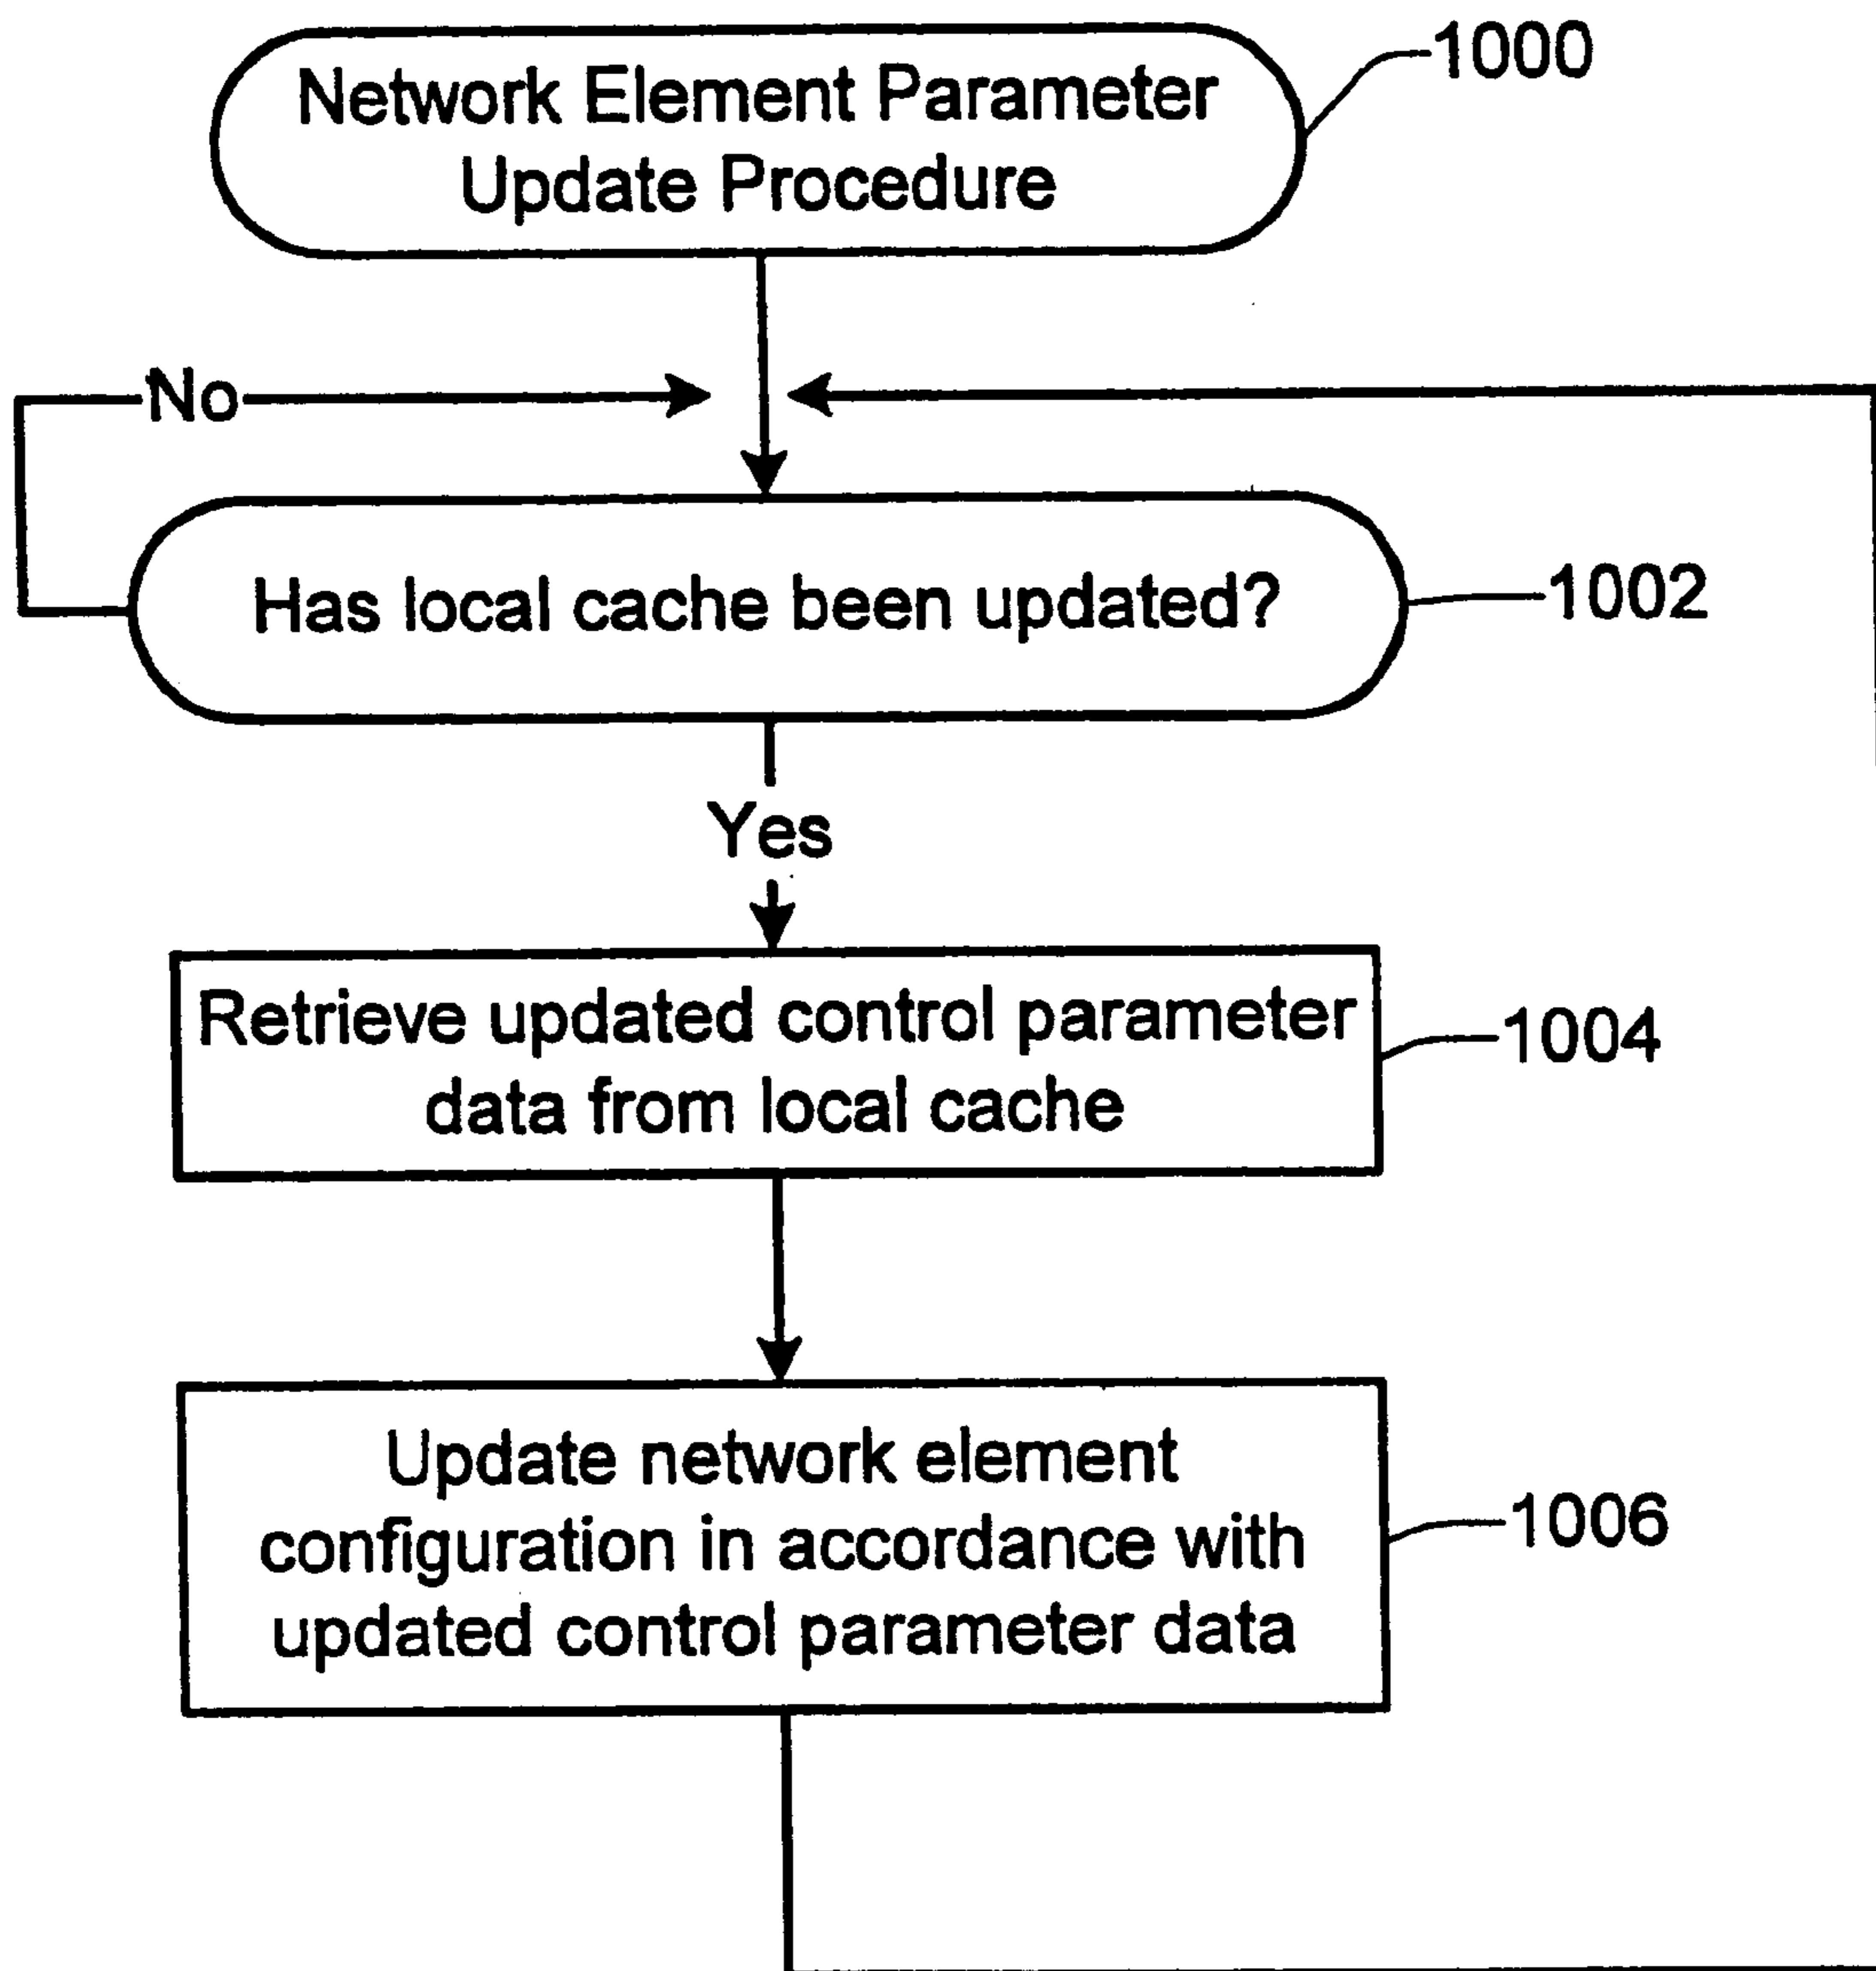 Network Element Parameter
Update Procedure
1000
No
Has local cache been updated?
1002
Yes
Retrieve updated control parameter
data from local cache
1004
Update network element
configuration in accordance with
updated control parameter data
1006